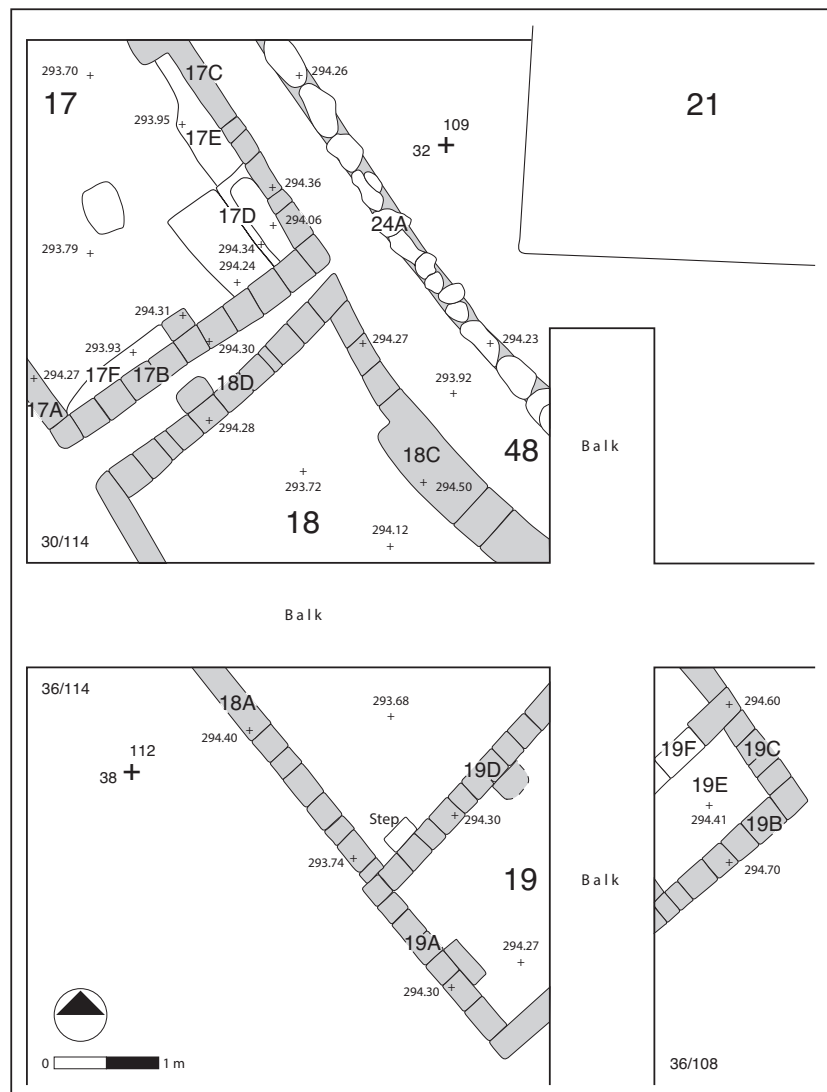 293.70
17
17C
294.26
109
32
21
293.95
17E
294.36
17D
294.06
24A
293.79
294.34
294.24
294.31
294.30
294.27
294.23
293.93
294.27
17F
17B
18D
293.92
17A
294.28
18C
48
Balk
294.50
293.72
18
294.12
30/114
Balk
36/114
18A
293.68
294.60
294.40
112
38
19F
19C
19D
19E
Step
294.30
294.41
19B
293.74
294.70
19
Balk
19A
294.27
294.30
0
1 m
36/108